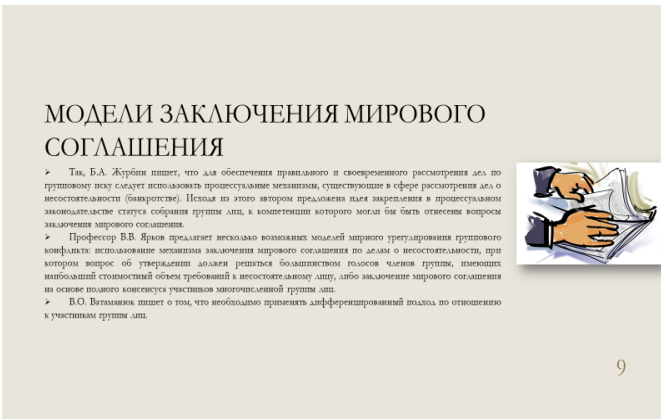 МОДЕЛИ ЗАКЛЮЧЕНИЯ МИРОВОГО
СОГЛАШЕНИЯ
➢ Так, Б.А. Журбин пишет, что для обеспечения правильного и своевременного рассмотрения дел по
групповому иску следует использовать процессуальные механизмы, существующие в сфере рассмотрения дел о
несостоятельности (банкротстве). Исходя из этого автором предложена идея закрепления в процессуальном
законодательстве статуса собрания группы лиц, к компетенции которого могли бы быть отнесены вопросы
заключения мирового соглашения.
➢ Профессор В.В. Ярков предлагает несколько возможных моделей мирного урегулирования группового
конфликта: использование механизма заключения мирового соглашения по делам о несостоятельности, при
котором вопрос об утверждении должен решаться большинством голосов членов группы, имеющих
наибольший стоимостный объем требований к несостоятельному лицу, либо заключение мирового соглашения
на основе полного консенсуса участников многочисленной группы лиц.
➢ В.О. Ватаманюк пишет о том, что необходимо применять дифференцированный подход по отношению
к участникам группы лиц.
9